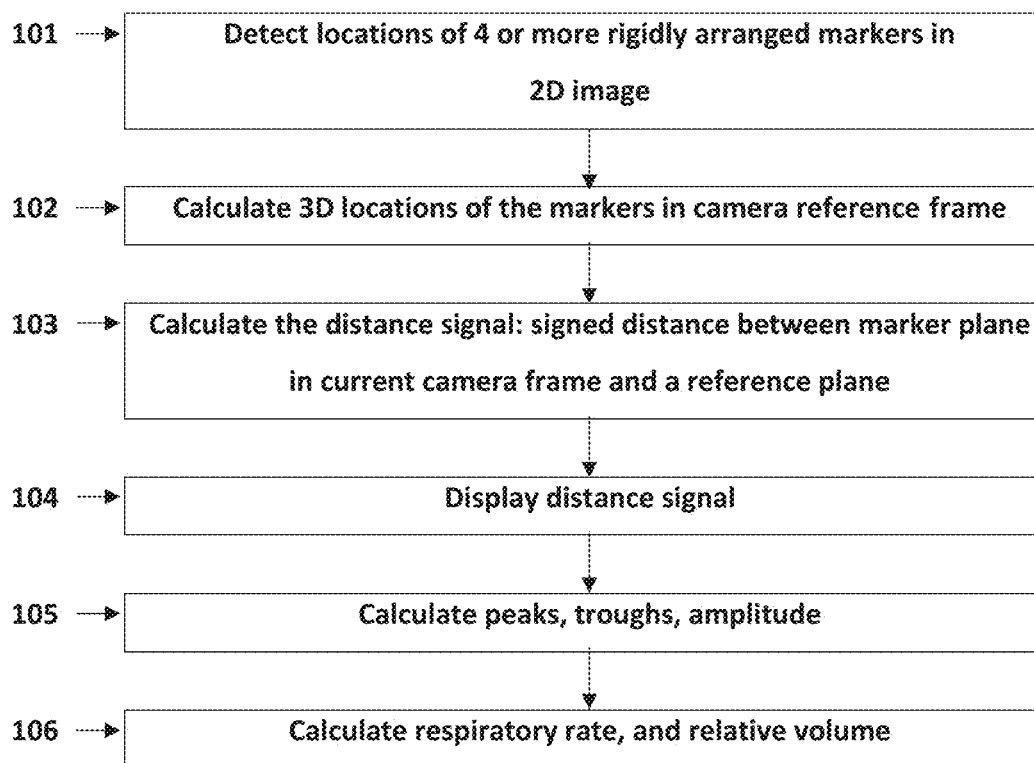 101 Detect locations of 4 or more rigidly arranged markers in
2D image
102 Calculate 3D locations of the markers in camera reference frame
103 Calculate the distance signal: signed distance between marker plane
in current camera frame and a reference plane
104 Display distance signal
105 Calculate peaks, troughs, amplitude
106 Calculate respiratory rate, and relative volume